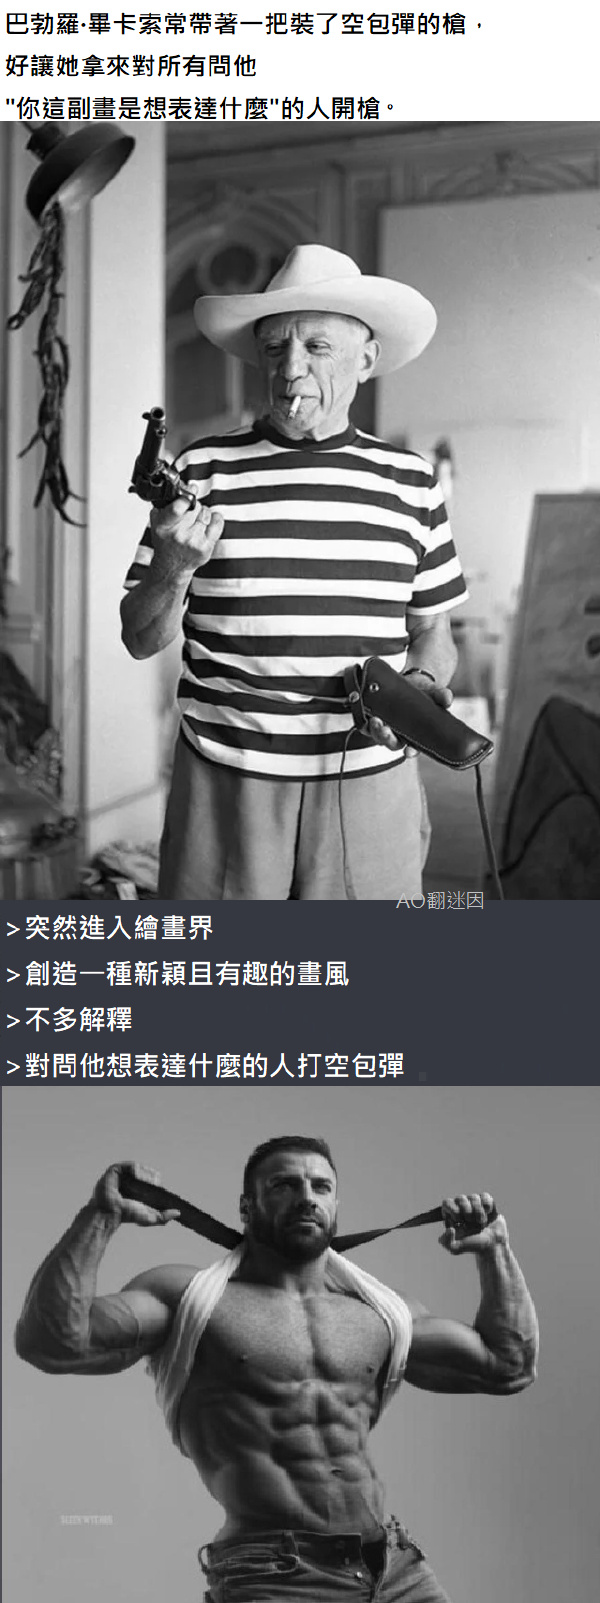 巴勃羅·畢卡索常帶著一把裝了空包彈的槍，
好讓她拿來對所有問他
"你這副畫是想表達什麼"的人開槍。
AO翻迷因
>突然進入繪畫界
>創造一種新穎且有趣的畫風
>不多解釋
>對問他想表達什麼的人打空包彈